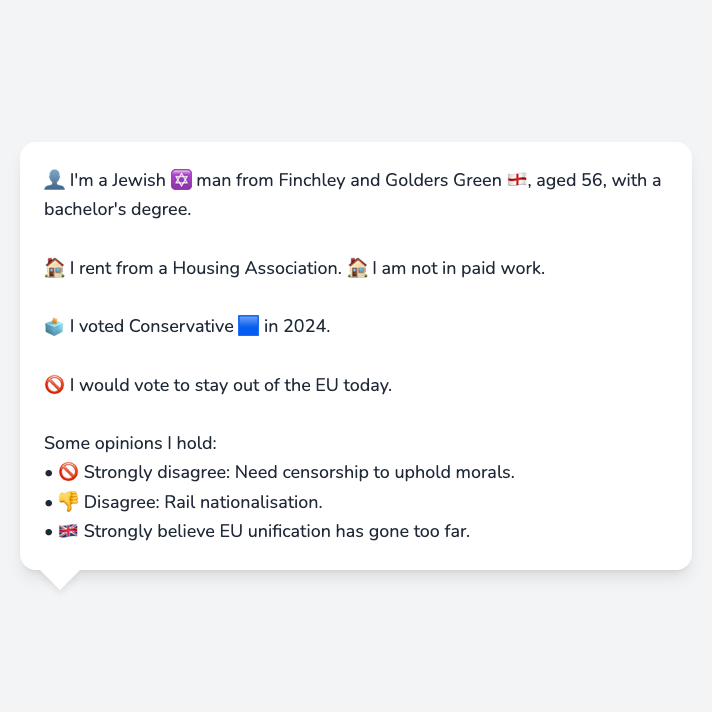 👤 I'm a Jewish ✡️ man from Finchley and Golders Green 🏴󠁧󠁢󠁥󠁮󠁧󠁿, aged 56, with a
bachelor's degree.
🏠 I rent from a Housing Association. 🏠 I am not in paid work.
🗳️ I voted Conservative 🟦 in 2024.
🚫 I would vote to stay out of the EU today.
Some opinions I hold:
• 🚫 Strongly disagree: Need censorship to uphold morals.
• 👎 Disagree: Rail nationalisation.
• 🇬🇧 Strongly believe EU unification has gone too far.